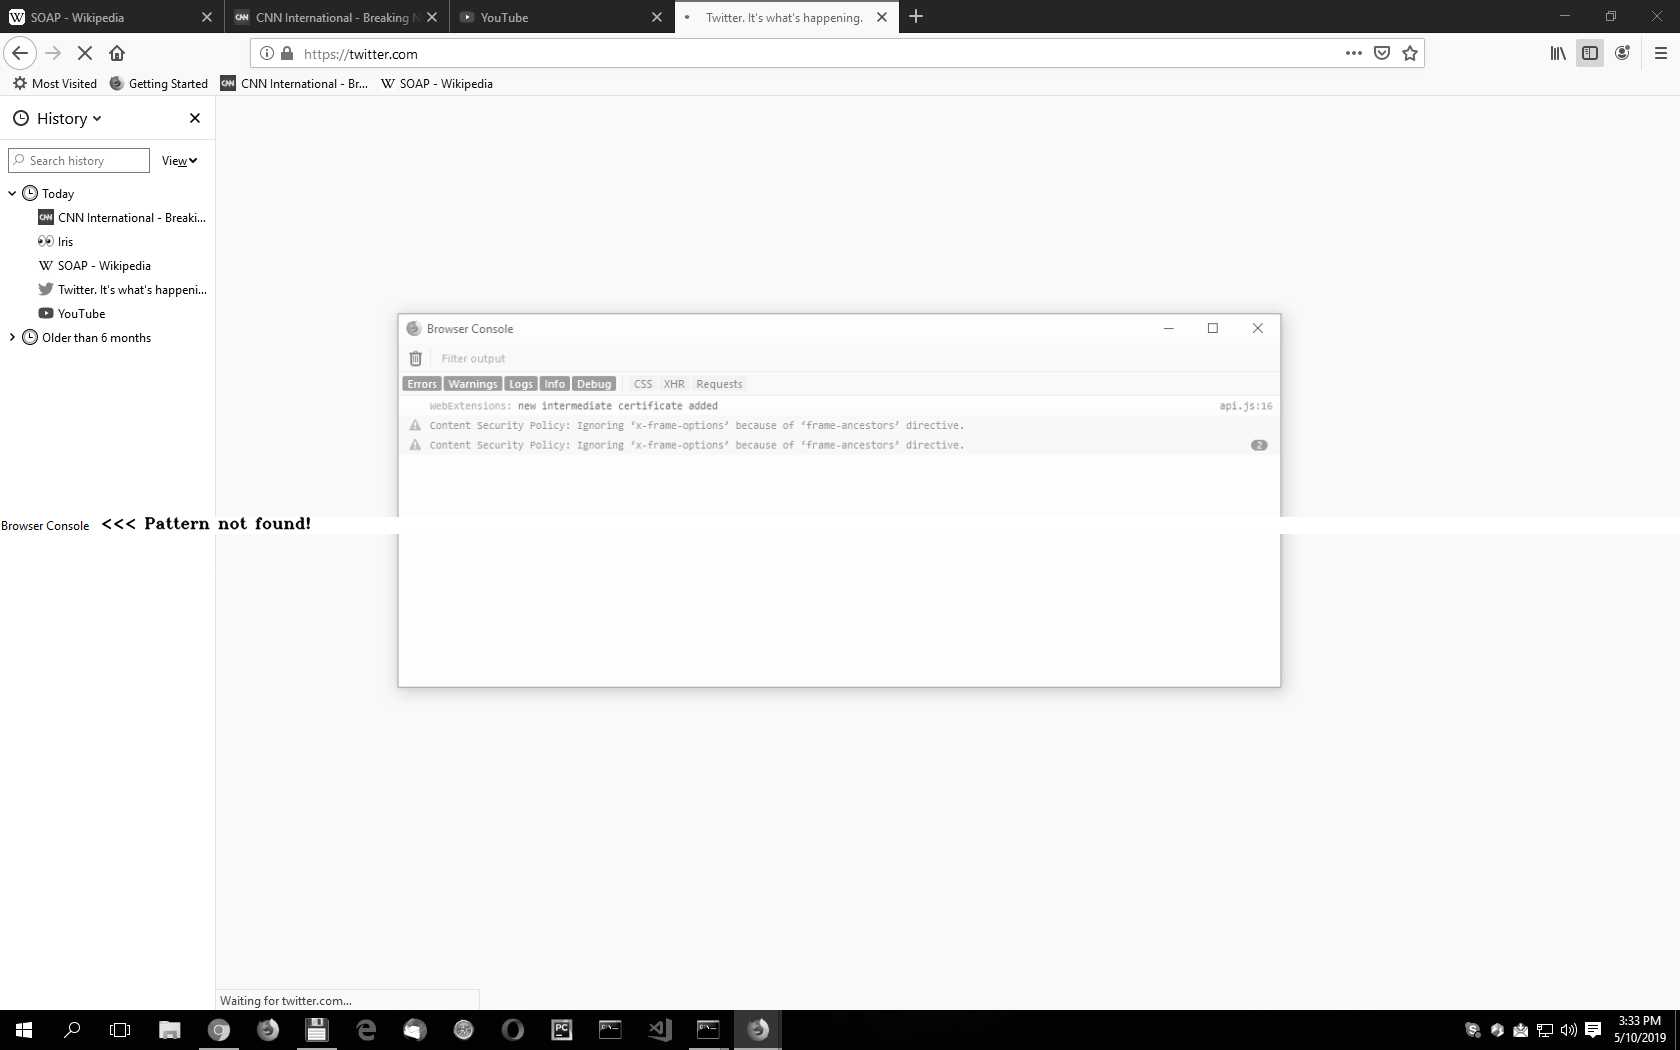 SOAP - Wikipedia
CNN International - Breaking N
YouTube
Twitter. It's what's happening.
https://twitter.com
Most Visited
Getting Started
CNN International - Br...
SOAP - Wikipedia
History
Search history
View
Today
CNN International - Breaki...
Iris
SOAP - Wikipedia
Twitter. It's what's happeni...
YouTube
Older than 6 months
Browser Console
Filter output
Errors Warnings Logs Info Debug CSS XHR Requests
WebExtensions: new intermediate certificate added api.js:16
Content Security Policy: Ignoring ‘x-frame-options’ because of ‘frame-ancestors’ directive.
Content Security Policy: Ignoring ‘x-frame-options’ because of ‘frame-ancestors’ directive. 2
Browser Console <<< Pattern not found!
Waiting for twitter.com...
3:33 PM
5/10/2019